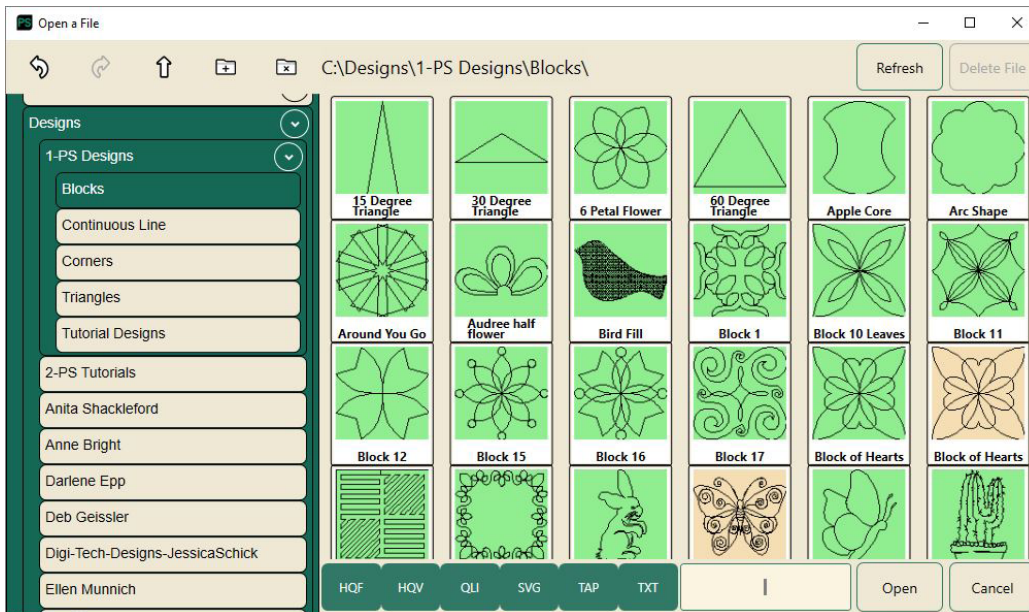 PS Open a File
C:\Designs\1-PS Designs\Blocks\
Refresh
Delete File
Designs
1-PS Designs
Blocks
Continuous Line
Corners
Triangles
Tutorial Designs
2-PS Tutorials
Anita Shackleford
Anne Bright
Darlene Epp
Deb Geissler
Digi-Tech-Designs-JessicaSchick
Ellen Munnich
15 Degree
Triangle
30 Degree
Triangle
6 Petal Flower
60 Degree
Triangle
Apple Core
Arc Shape
Around You Go
Audree half
flower
Bird Fill
Block 1
Block 10 Leaves
Block 11
Block 12
Block 15
Block 16
Block 17
Block of Hearts
Block of Hearts
HQF
HQV
QLI
SVG
TAP
TXT
Open
Cancel